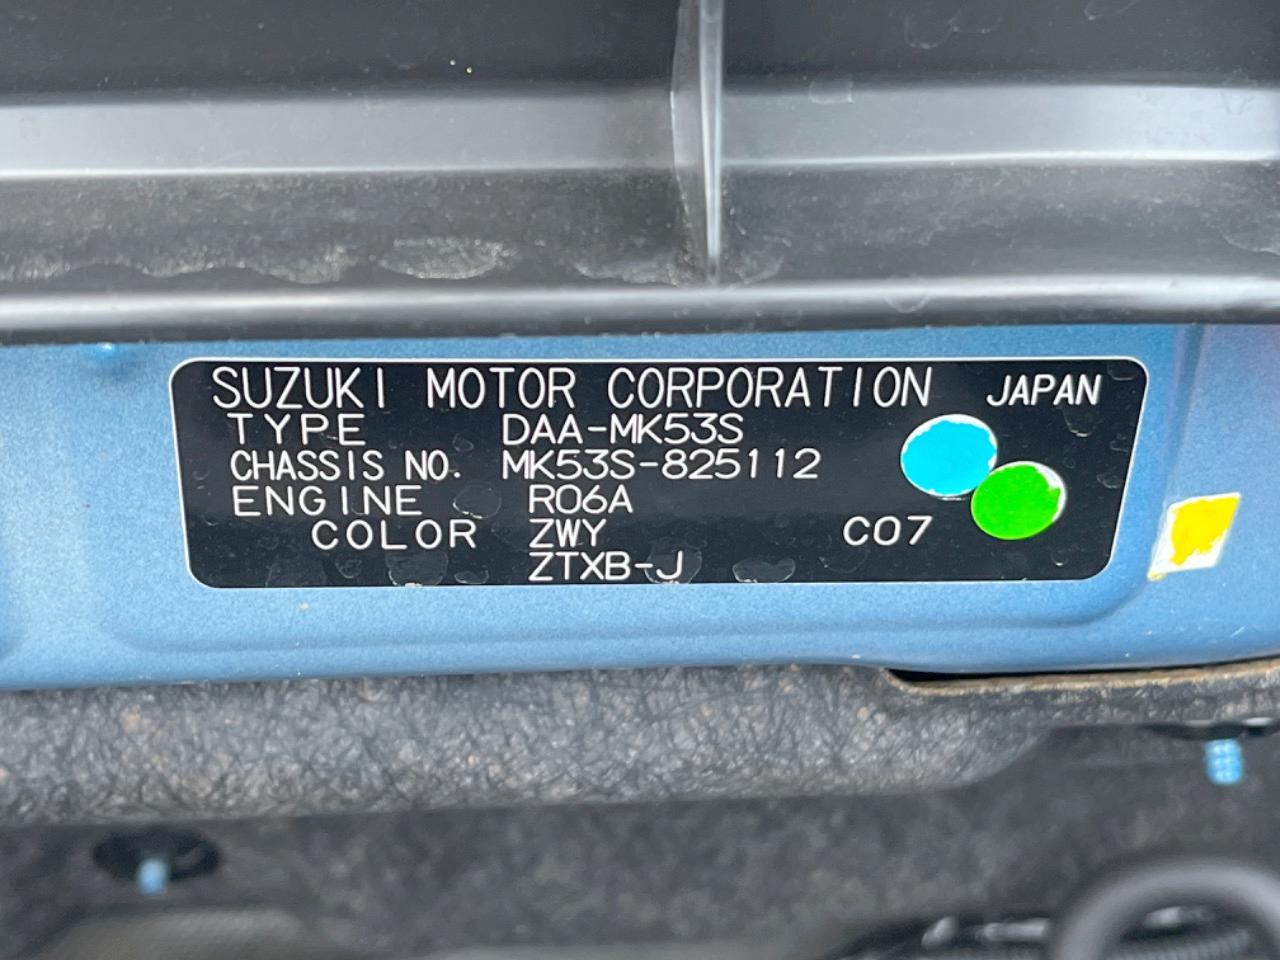 SUZUKI MOTOR CORPORATION JAPAN
TYPE DAA-MK53S
CHASSIS NO. MK53S-825112
ENGINE R06A
COLOR ZWY C07
ZTXB-J